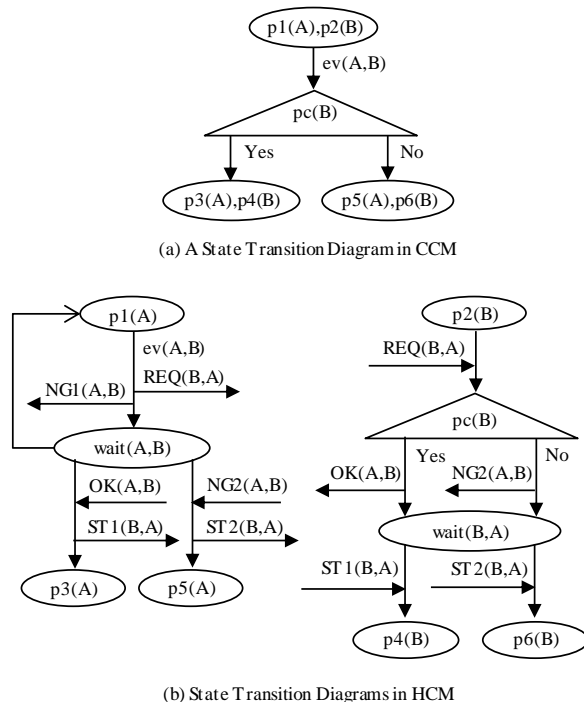 p1(A),p2(B)
ev(A,B)
pc(B)
Yes
No
p3(A),p4(B)
p5(A),p6(B)
(a) A State Transition Diagram in CCM
p1(A)
ev(A,B)
NG1(A,B)
REQ(B,A)
wait(A,B)
OK(A,B)
NG2(A,B)
ST1(B,A)
ST2(B,A)
p3(A)
p5(A)
p2(B)
REQ(B,A)
pc(B)
Yes
No
OK(A,B)
NG2(A,B)
wait(B,A)
ST1(B,A)
ST2(B,A)
p4(B)
p6(B)
(b) State Transition Diagrams in HCM